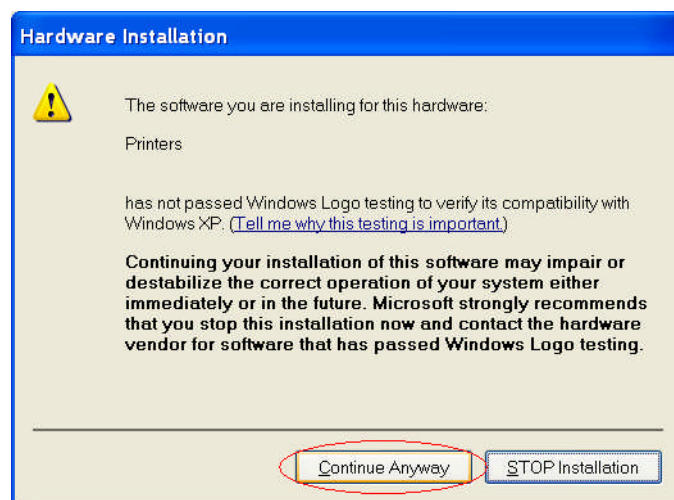 Hardware Installation
The software you are installing for this hardware:
Printers
has not passed Windows Logo testing to verify its compatibility with
Windows XP. (Tell me why this testing is important.)
Continuing your installation of this software may impair or
destabilize the correct operation of your system either
immediately or in the future. Microsoft strongly recommends
that you stop this installation now and contact the hardware
vendor for software that has passed Windows Logo testing.
Continue Anyway
STOP Installation